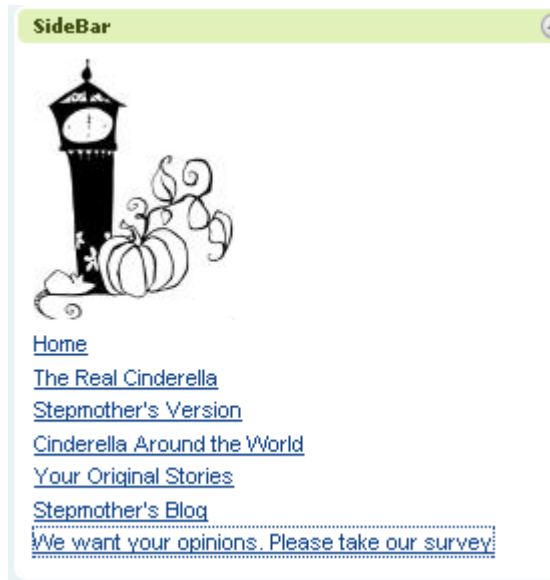 SideBar
Home
The Real Cinderella
Stepmother's Version
Cinderella Around the World
Your Original Stories
Stepmother's Blog
We want your opinions. Please take our survey